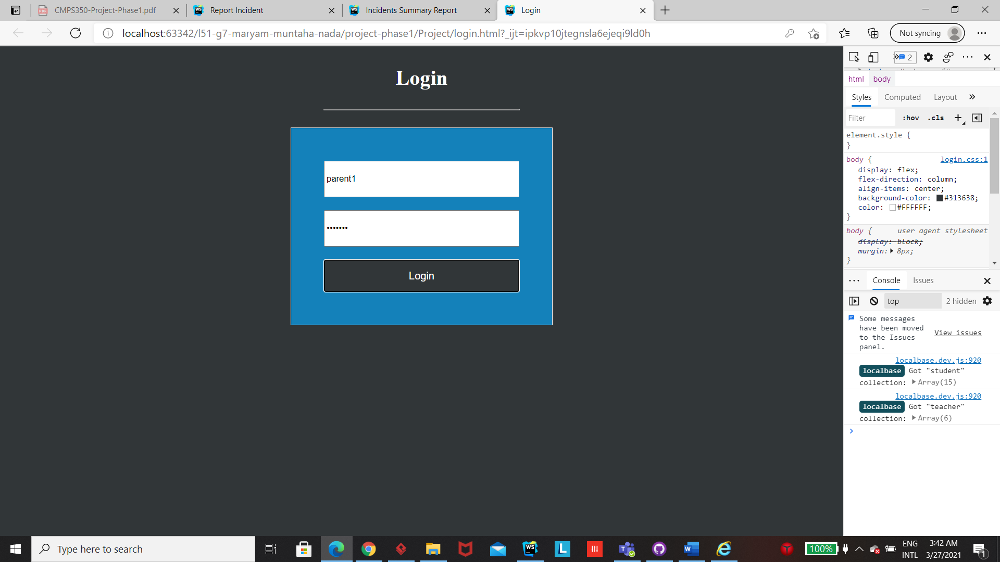 CMPS350-Project-Phase1.pdf
Report Incident
Incidents Summary Report
Login
localhost:63342/l51-g7-maryam-muntaha-nada/project-phase1/Project/login.html?_ijt=ipkvp10jtegnsla6ejeqi9ld0h
Not syncing
Login
parent1
•••••••
Login
2
html body
Styles Computed Layout
Filter :hov .cls
element.style {
}
body { login.css:1
display: flex;
flex-direction: column;
align-items: center;
background-color: #313638;
color: #FFFFFF;
}
body { user agent stylesheet
display: block;
margin: 8px;
}
Console Issues
top 2 hidden
Some messages
have been moved
to the Issues
panel.
View issues
localbase.dev.js:920
localbase Got "student"
collection: Array(15)
localbase.dev.js:920
localbase Got "teacher"
collection: Array(6)
Type here to search
100%
ENG
INTL
3:42 AM
3/27/2021
1